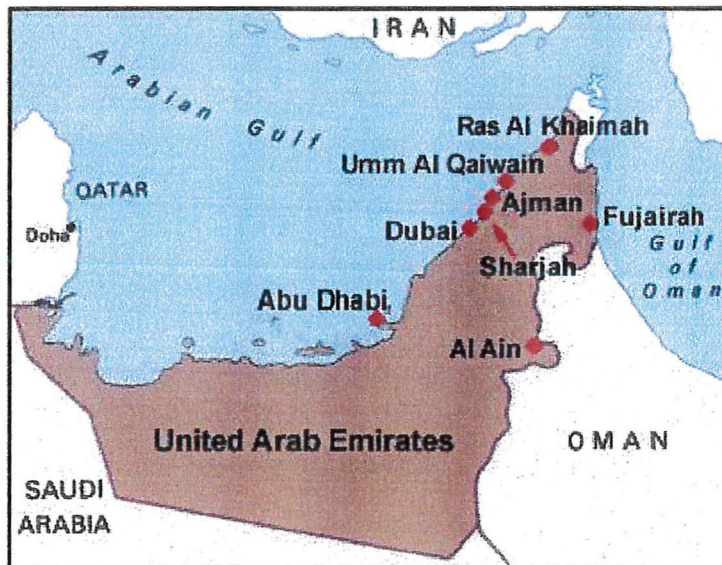 IRAN
Arabian Gulf
Ras Al Khaimah
Umm Al Qaiwain
QATAR
Ajman
Fujairah
Doha
Dubai
Gulf
of
Oman
Sharjah
Abu Dhabi
Al Ain
United Arab Emirates
OMAN
SAUDI
ARABIA